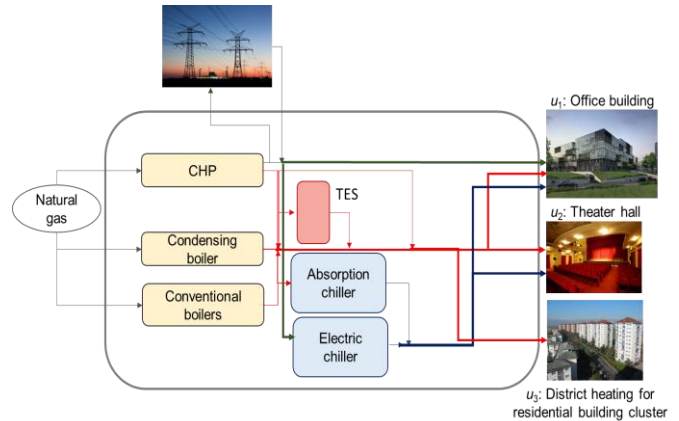 u1: Office building
CHP
TES
Natural
gas
u2: Theater hall
Condensing
boiler
Absorption
chiller
Conventional
boilers
Electric
chiller
u3: District heating for
residential building cluster